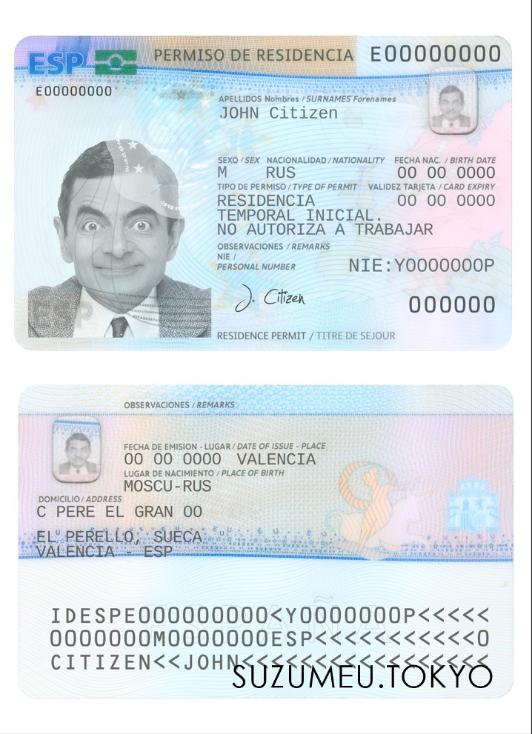 ESP PERMISO DE RESIDENCIA E00000000
E00000000
APELLIDOS Nombres / SURNAMES Forenames
JOHN Citizen
SEXO / SEX NACIONALIDAD / NATIONALITY FECHA NAC. / BIRTH DATE
M RUS 00 00 0000
TIPO DE PERMISO / TYPE OF PERMIT VALIDEZ TARJETA / CARD EXPIRY
RESIDENCIA 00 00 0000
TEMPORAL INICIAL.
NO AUTORIZA A TRABAJAR
OBSERVACIONES / REMARKS
NIE /
PERSONAL NUMBER NIE:Y0000000P
J. Citizen 000000
ESP
RESIDENCE PERMIT / TITRE DE SEJOUR
OBSERVACIONES / REMARKS
FECHA DE EMISION - LUGAR / DATE OF ISSUE - PLACE
00 00 0000 VALENCIA
LUGAR DE NACIMIENTO / PLACE OF BIRTH
MOSCU-RUS
DOMICILIO / ADDRESS
C PERE EL GRAN 00
EL PERELLO, SUECA
VALENCIA - ESP
IDESPE000000000<Y0000000P<<<<<
0000000M0000000ESP<<<<<<<<<<<0
CITIZEN<<JOHN<<<<<<<<<<<<<<<<<
SUZUMEU.TOKYO